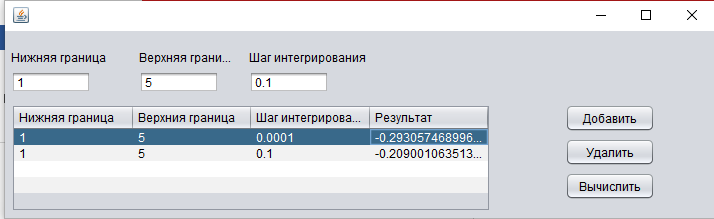 Нижняя граница Верхняя грани... Шаг интегрирования
1 5 0.1
Нижняя граница Верхния граница Шаг интегрирова... Результат
1 5 0.0001 -0.293057468996...
1 5 0.1 -0.209001063513...
Добавить
Удалить
Вычислить